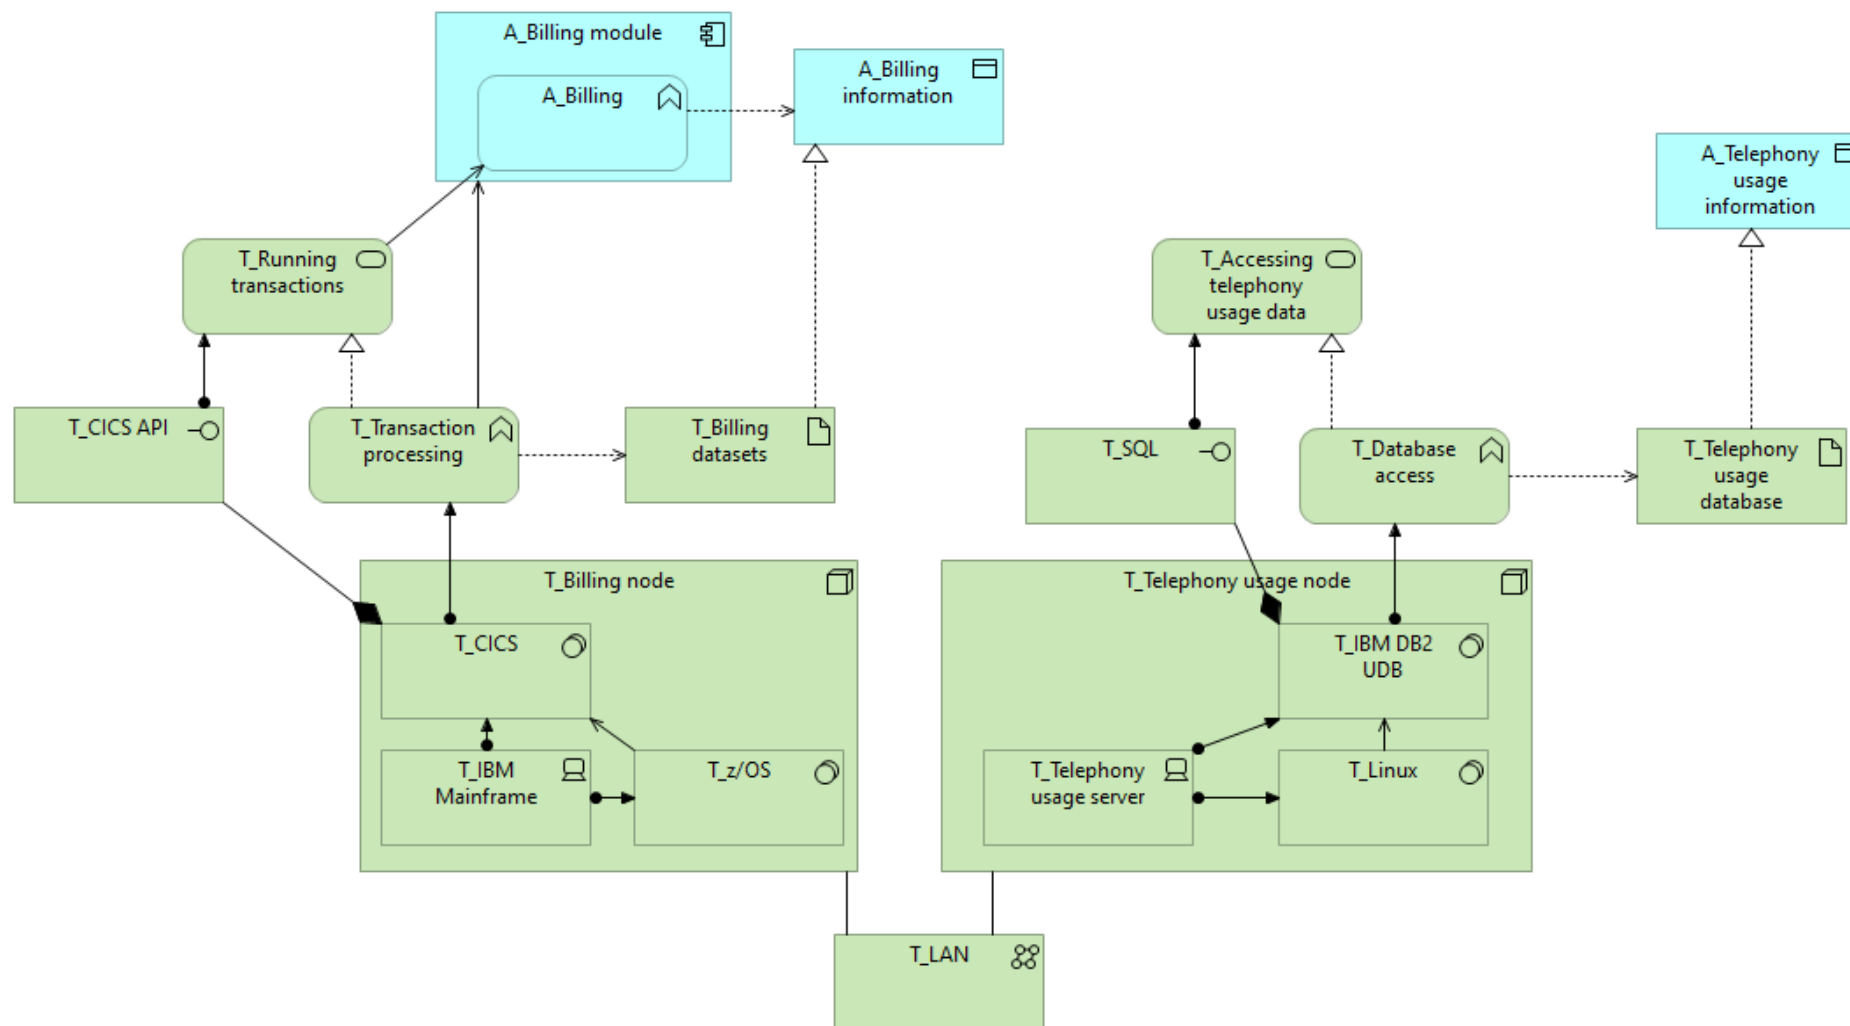 A_Billing module
A_Billing
A_Billing
information
A_Telephony
usage
information
T_Running
transactions
T_Accessing
telephony
usage data
T_CICS API
T_Transaction
processing
T_Billing
datasets
T_SQL
T_Database
access
T_Telephony
usage
database
T_Billing node
T_CICS
T_IBM
Mainframe
T_z/OS
T_Telephony usage node
T_IBM DB2
UDB
T_Telephony
usage server
T_Linux
T_LAN